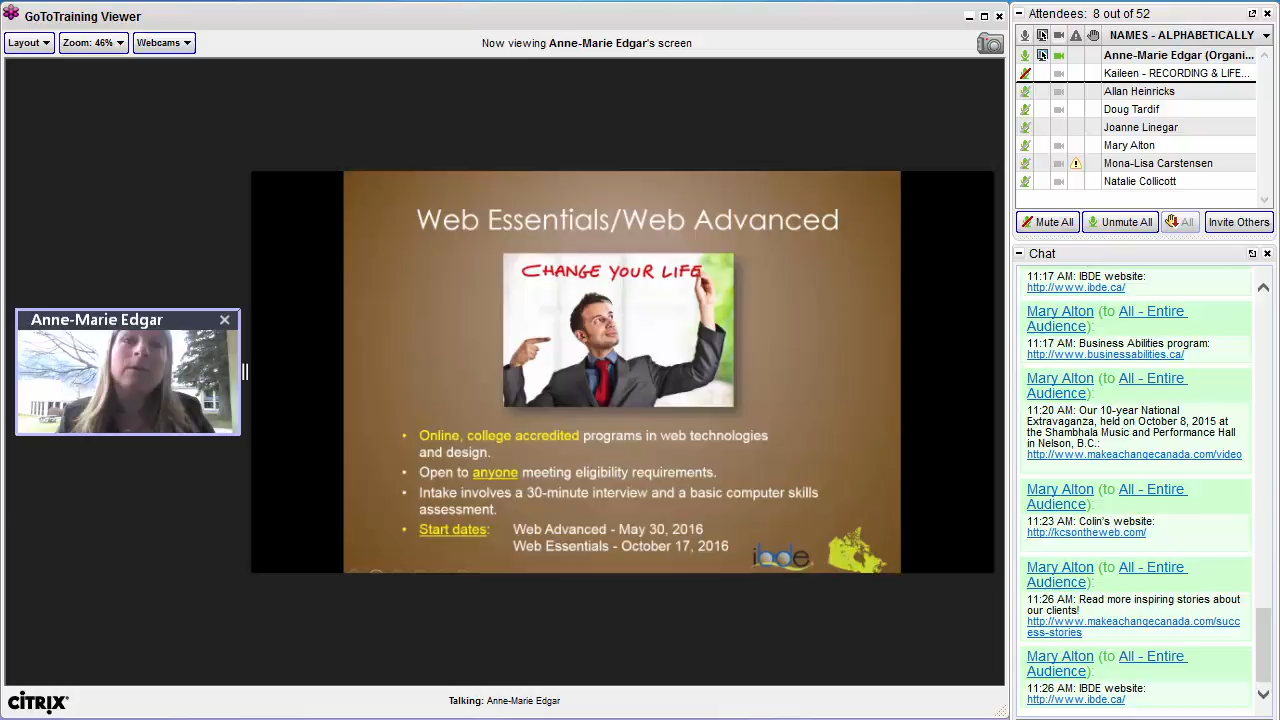 GoToTraining Viewer
Layout
Zoom: 46%
Webcams
Now viewing Anne-Marie Edgar's screen
Anne-Marie Edgar
Web Essentials/Web Advanced
CHANGE YOUR LIFE
• Online, college accredited programs in web technologies
and design.
• Open to anyone meeting eligibility requirements.
• Intake involves a 30-minute interview and a basic computer skills
assessment.
• Start dates: Web Advanced - May 30, 2016
Web Essentials - October 17, 2016
ibde
CİTRIX®
Talking: Anne-Marie Edgar
Attendees: 8 out of 52
NAMES - ALPHABETICALLY
Anne-Marie Edgar (Organi...
Kaileen - RECORDING & LIFE...
Allan Heinricks
Doug Tardif
Joanne Linegar
Mary Alton
Mona-Lisa Carstensen
Natalie Collicott
Mute All
Unmute All
All
Invite Others
Chat
11:17 AM: IBDE website:
http://www.ibde.ca/
Mary Alton (to All - Entire
Audience):
11:17 AM: Business Abilities program:
http://www.businessabilities.ca/
Mary Alton (to All - Entire
Audience):
11:20 AM: Our 10-year National
Extravaganza, held on October 8, 2015 at
the Shambhala Music and Performance Hall
in Nelson, B.C.:
http://www.makeachangecanada.com/video
Mary Alton (to All - Entire
Audience):
11:23 AM: Colin's website:
http://kcsontheweb.com/
Mary Alton (to All - Entire
Audience):
11:26 AM: Read more inspiring stories about
our clients!
http://www.makeachangecanada.com/succ
ess-stories
Mary Alton (to All - Entire
Audience):
11:26 AM: IBDE website:
http://www.ibde.ca/